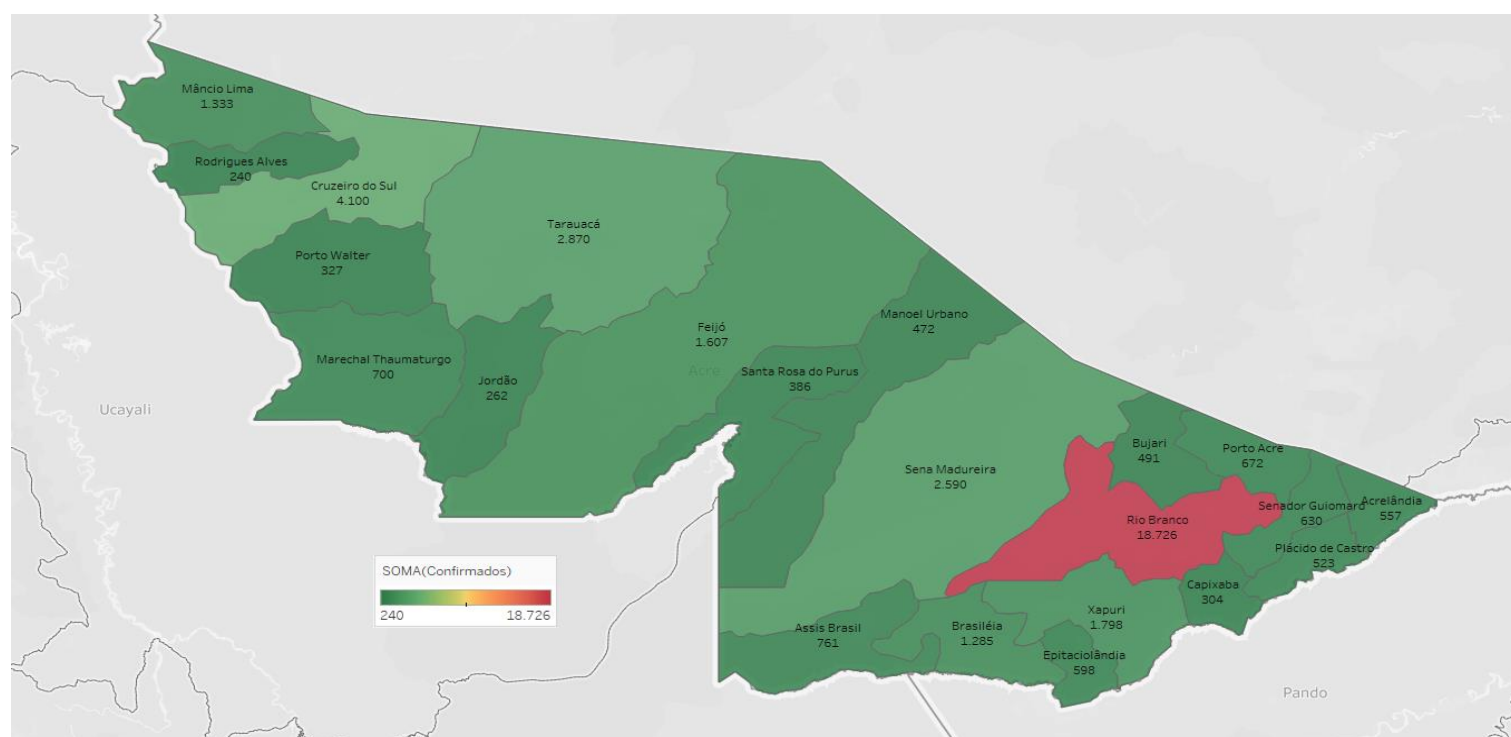 Mâncio Lima
1.333
Rodrigues Alves
240
Cruzeiro do Sul
4.100
Tarauacá
2.870
Porto Walter
327
Manoel Urbano
472
Feijó
1.607
Marechal Thaumaturgo
700
Jordão
262
Acre
Santa Rosa do Purus
386
Ucayali
Bujari
491
Porto Acre
672
Sena Madureira
2.590
Senador Guiomard
630
Acrelândia
557
Rio Branco
18.726
Plácido de Castro
523
SOMA(Confirmados)
240
18.726
Capixaba
304
Xapuri
1.798
Assis Brasil
761
Brasiléia
1.285
Epitaciolândia
598
Pando